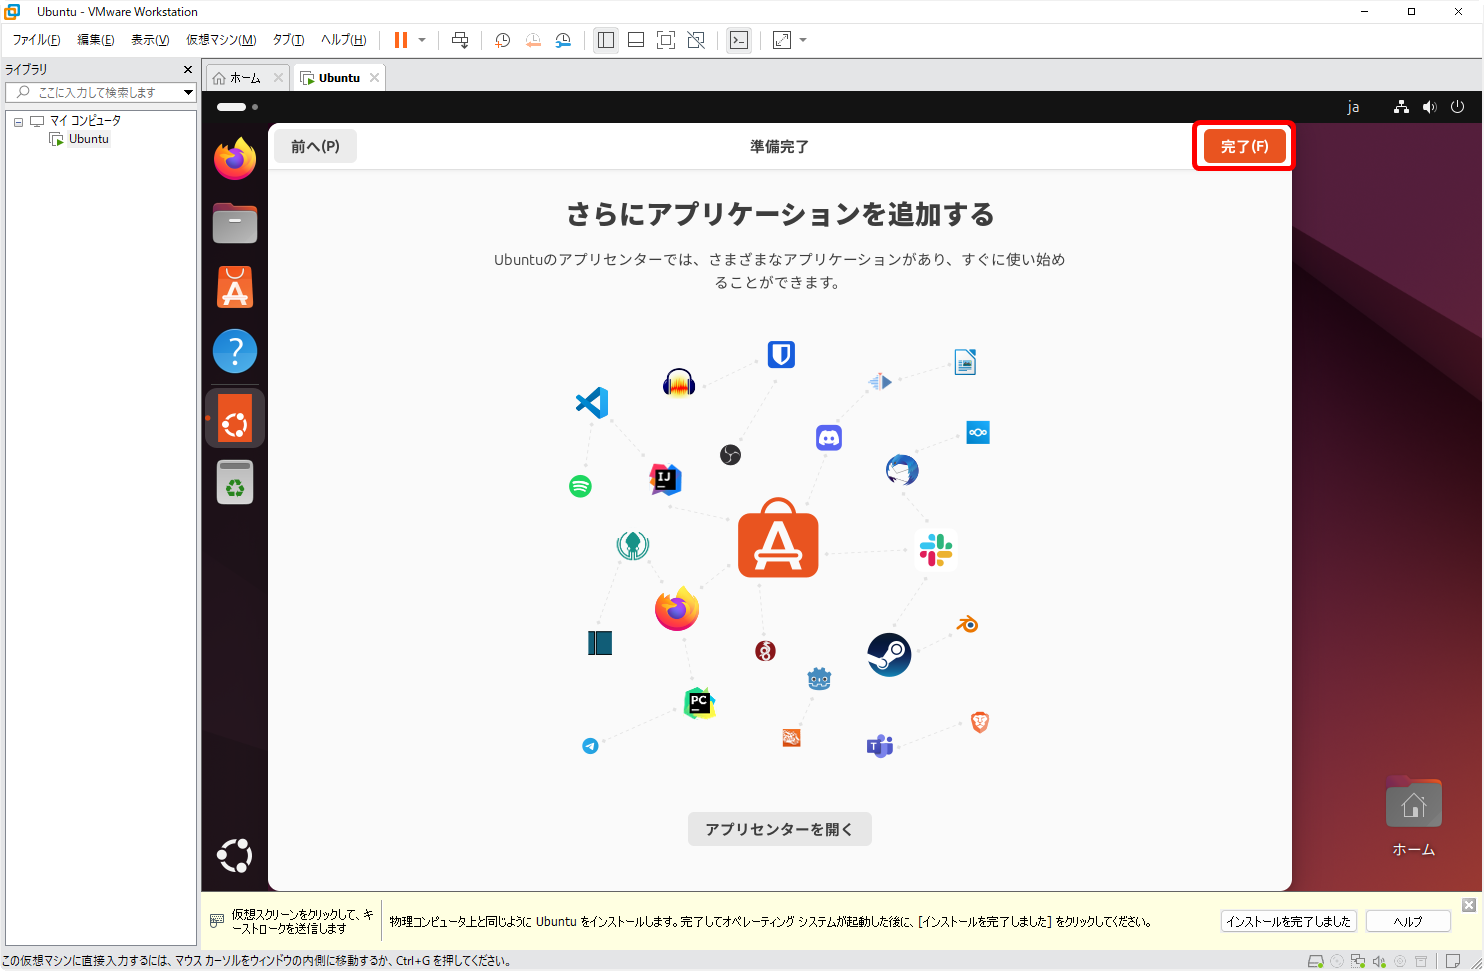 Ubuntu - VMware Workstation
ファイル(F) 編集(E) 表示(V) 仮想マシン(M) タブ(T) ヘルプ(H)
ライブラリ
ここに入力して検索します
マイ コンピュータ
Ubuntu
ホーム
Ubuntu
ja
前へ(P)
準備完了
完了(F)
さらにアプリケーションを追加する
Ubuntuのアプリセンターでは、さまざまなアプリケーションがあり、すぐに使い始め
ることができます。
IJ
PC
T
アプリセンターを開く
ホーム
仮想スクリーンをクリックして、キ
ーストロークを送信します
物理コンピュータ上と同じように Ubuntu をインストールします。完了してオペレーティング システムが起動した後に、[インストールを完了しました] をクリックしてください。
インストールを完了しました
ヘルプ
この仮想マシンに直接入力するには、マウス カーソルをウィンドウの内側に移動するか、Ctrl+G を押してください。